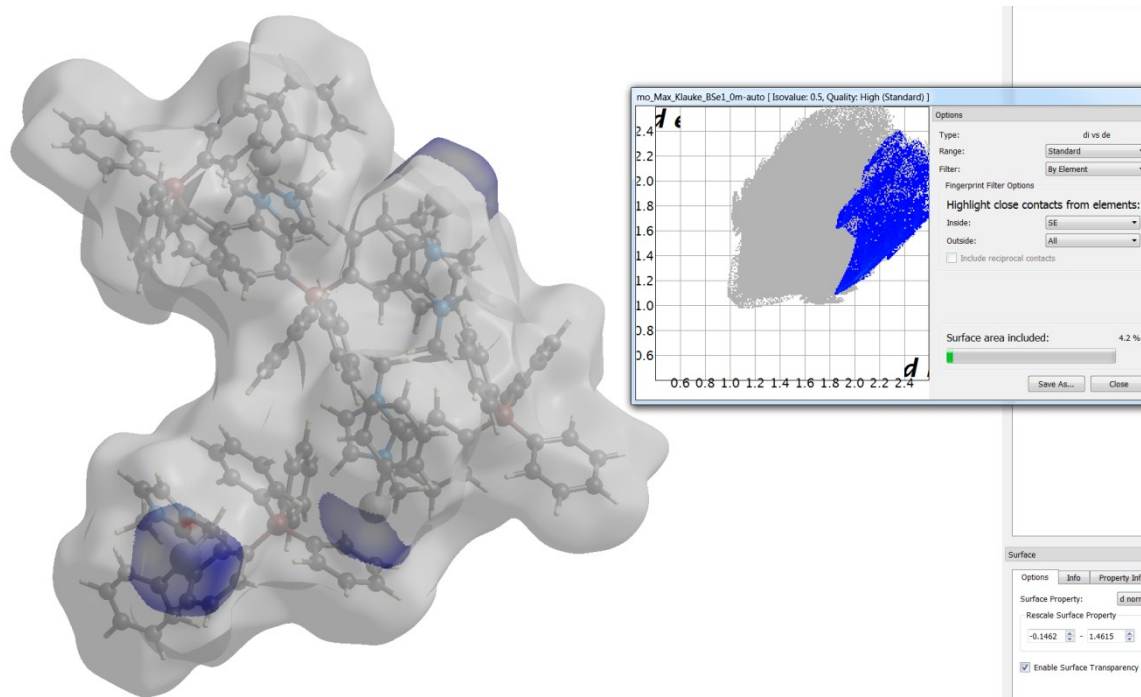 mo_Max_Klauke_BSe1_0m-auto [ Isovalue: 0.5, Quality: High (Standard) ]
Options
Type: di vs de
Range: Standard
Filter: By Element
Fingerprint Filter Options
Highlight close contacts from elements:
Inside: SE
Outside: All
Include reciprocal contacts
Surface area included: 4.2 %
Save As... Close
d e
2.4
2.2
2.0
1.8
1.6
1.4
1.2
1.0
0.8
0.6
d
0.6 0.8 1.0 1.2 1.4 1.6 1.8 2.0 2.2 2.4
Surface
Options Info Property Inf
Surface Property: d norm
Rescale Surface Property
-0.1462 - 1.4615
Enable Surface Transparency